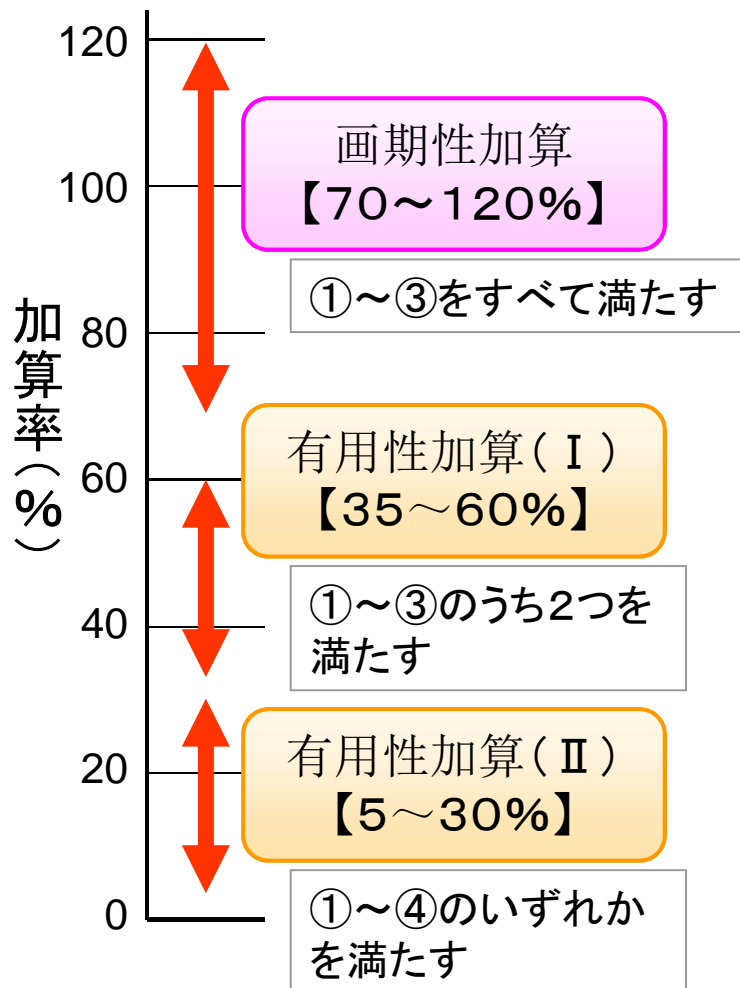 120
画期性加算
【70～120%】
100
①～③をすべて満たす
80
加算率（%）
有用性加算（Ⅰ）
60
【35～60%】
①～③のうち2つを
満たす
40
有用性加算（Ⅱ）
20
【5～30%】
①～④のいずれか
を満たす
0